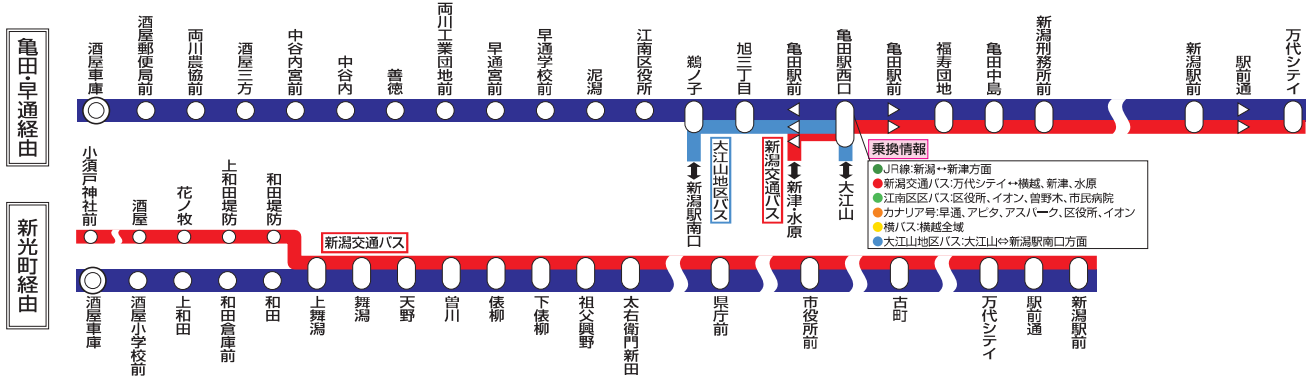 亀田・早通経由
酒屋車庫
酒屋郵便局前
両川農協前
酒屋三方
中谷内宮前
中谷内
善徳
両川工業団地前
早通宮前
早通学校前
泥潟
江南区役所
鵜ノ子
旭三丁目
亀田駅前
亀田駅西口
亀田駅前
福寿団地
亀田中島
新潟刑務所前
新潟駅前
駅前通
万代シテイ
大江山地区バス
新潟駅南口
新潟交通バス
新津・水原
大江山
乗換情報
JR線:新潟↔新津方面
新潟交通バス:万代シテイ↔横越、新津、水原
江南区区バス:区役所、イオン、曽野木、市民病院
カナリア号:早通、アピタ、アスパーク、区役所、イオン
横バス:横越全域
大江山地区バス:大江山⇔新潟駅南口方面
新光町経由
小須戸神社前
酒屋
花ノ牧
上和田堤防
和田堤防
新潟交通バス
酒屋車庫
酒屋小学校前
上和田
和田倉庫前
和田
上舞潟
舞潟
天野
曽川
俵柳
下俵柳
祖父興野
太右衛門新田
県庁前
市役所前
古町
万代シテイ
駅前通
新潟駅前